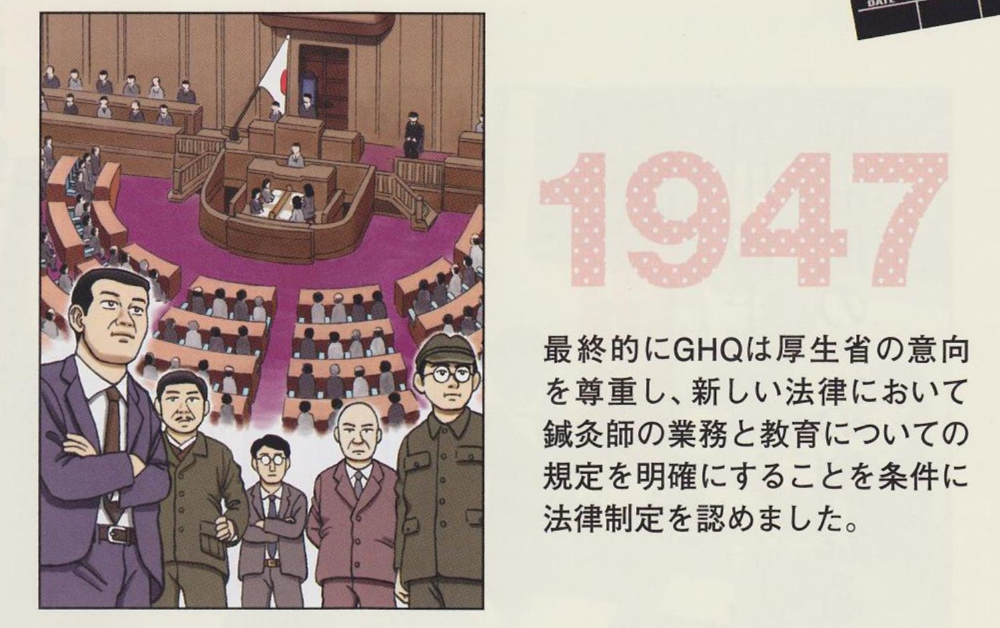 DATE
1947
最終的にGHQは厚生省の意向
を尊重し、新しい法律において
鍼灸師の業務と教育についての
規定を明確にすることを条件に
法律制定を認めました。